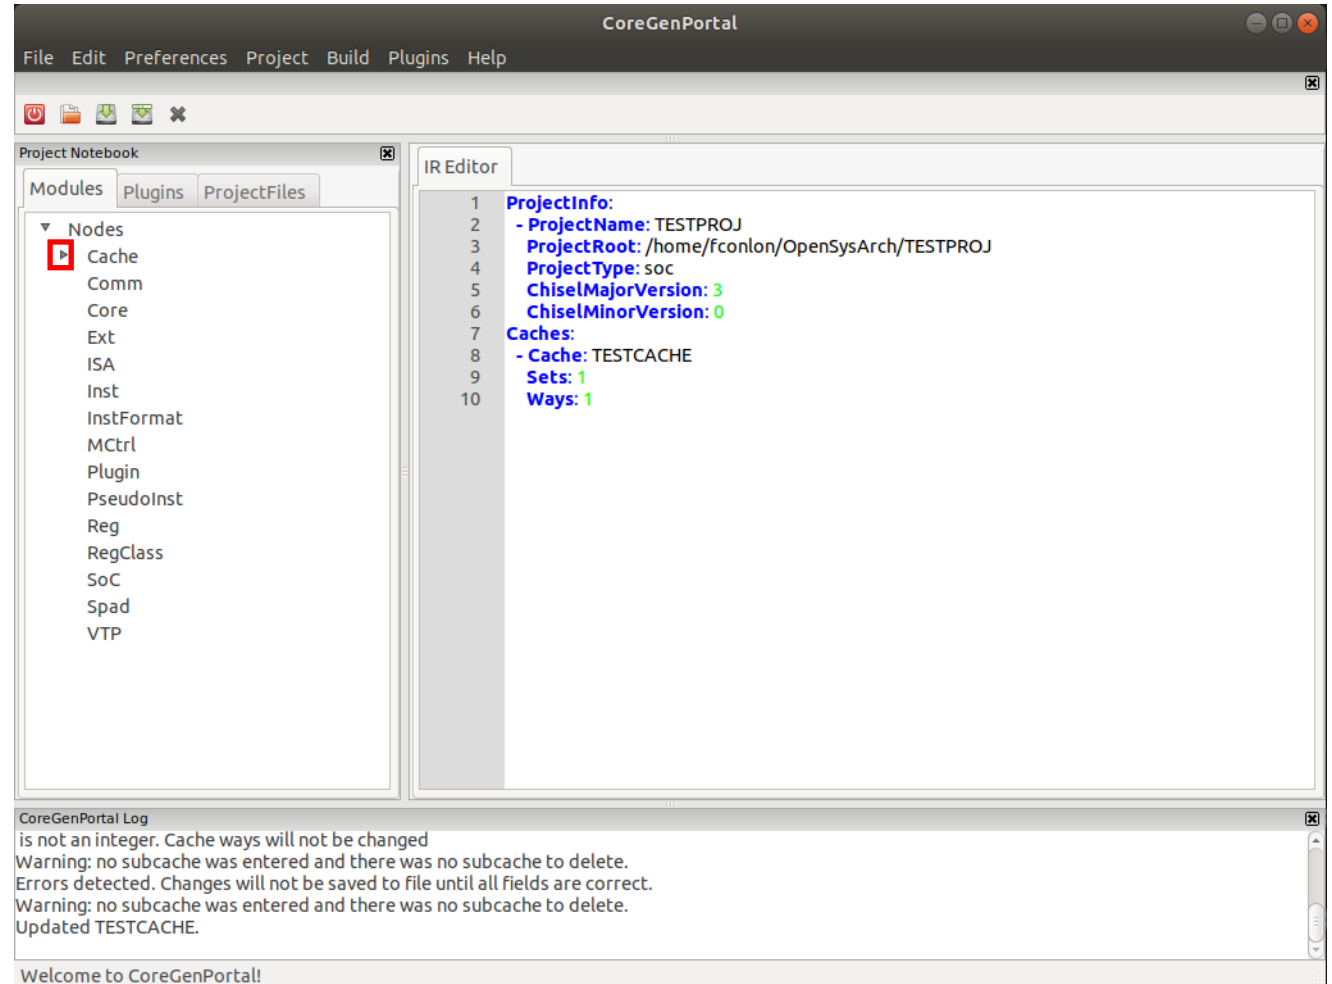 CoreGenPortal
File Edit Preferences Project Build Plugins Help
Project Notebook
Modules Plugins ProjectFiles
Nodes
Cache
Comm
Core
Ext
ISA
Inst
InstFormat
MCtrl
Plugin
PseudoInst
Reg
RegClass
SoC
Spad
VTP
IR Editor
1 ProjectInfo:
2 - ProjectName: TESTPROJ
3 ProjectRoot: /home/fconlon/OpenSysArch/TESTPROJ
4 ProjectType: soc
5 ChiselMajorVersion: 3
6 ChiselMinorVersion: 0
7 Caches:
8 - Cache: TESTCACHE
9 Sets: 1
10 Ways: 1
CoreGenPortal Log
is not an integer. Cache ways will not be changed
Warning: no subcache was entered and there was no subcache to delete.
Errors detected. Changes will not be saved to file until all fields are correct.
Warning: no subcache was entered and there was no subcache to delete.
Updated TESTCACHE.
Welcome to CoreGenPortal!